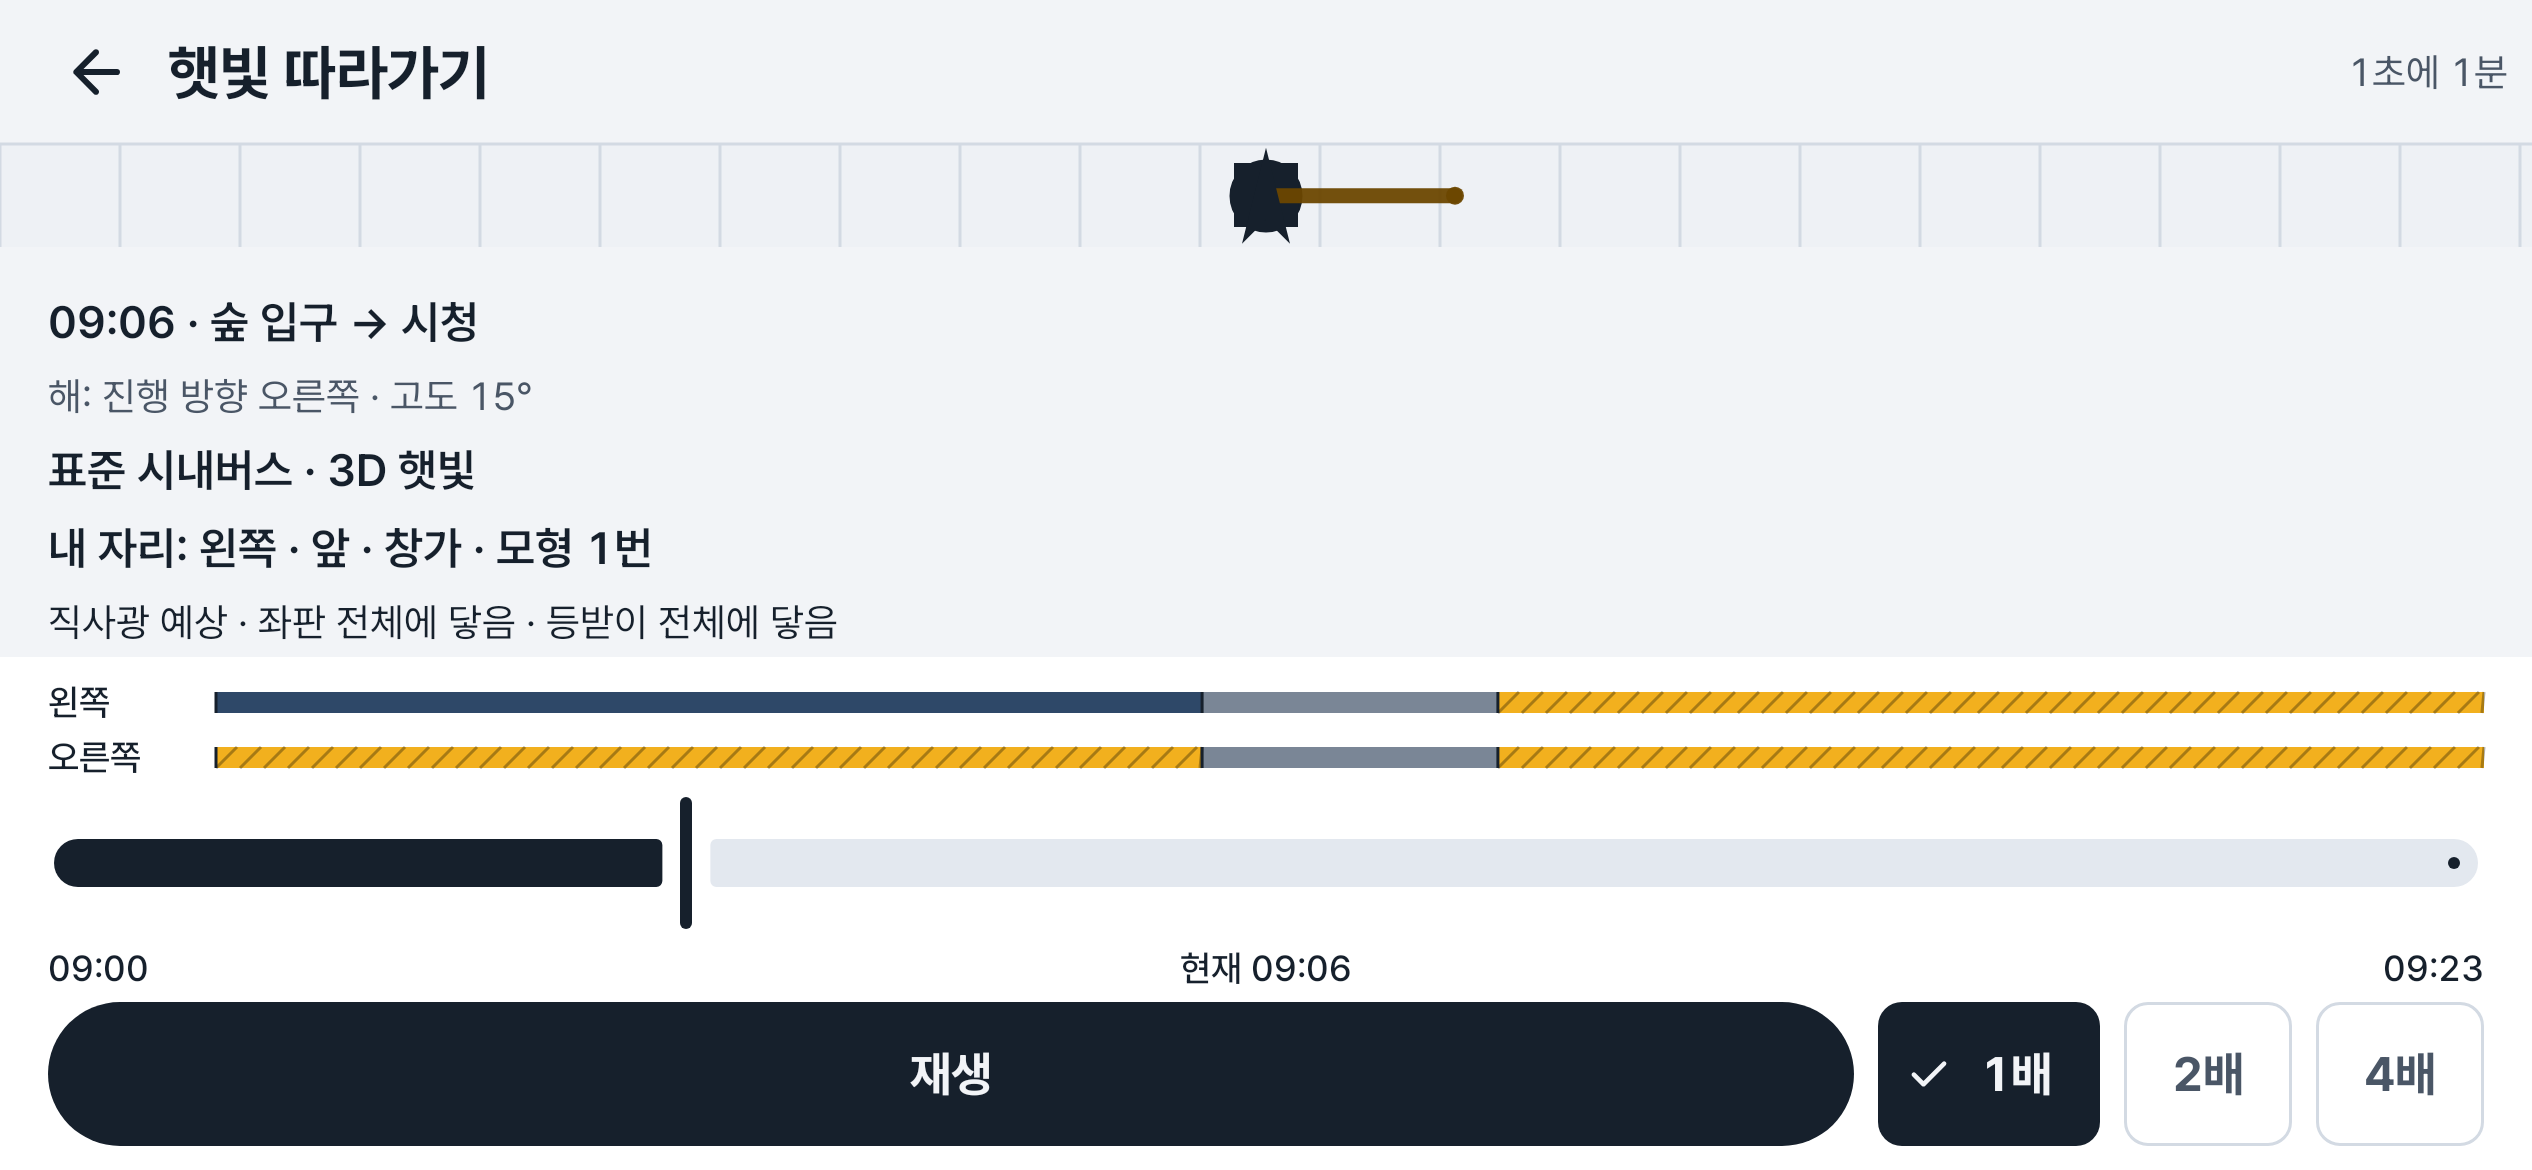 햇빛 따라가기
1초에 1분
09:06 · 숲 입구 → 시청
해: 진행 방향 오른쪽 · 고도 15°
표준 시내버스 · 3D 햇빛
내 자리: 왼쪽 · 앞 · 창가 · 모형 1번
직사광 예상 · 좌판 전체에 닿음 · 등받이 전체에 닿음
왼쪽
오른쪽
09:00
현재 09:06
09:23
재생
1배
2배
4배